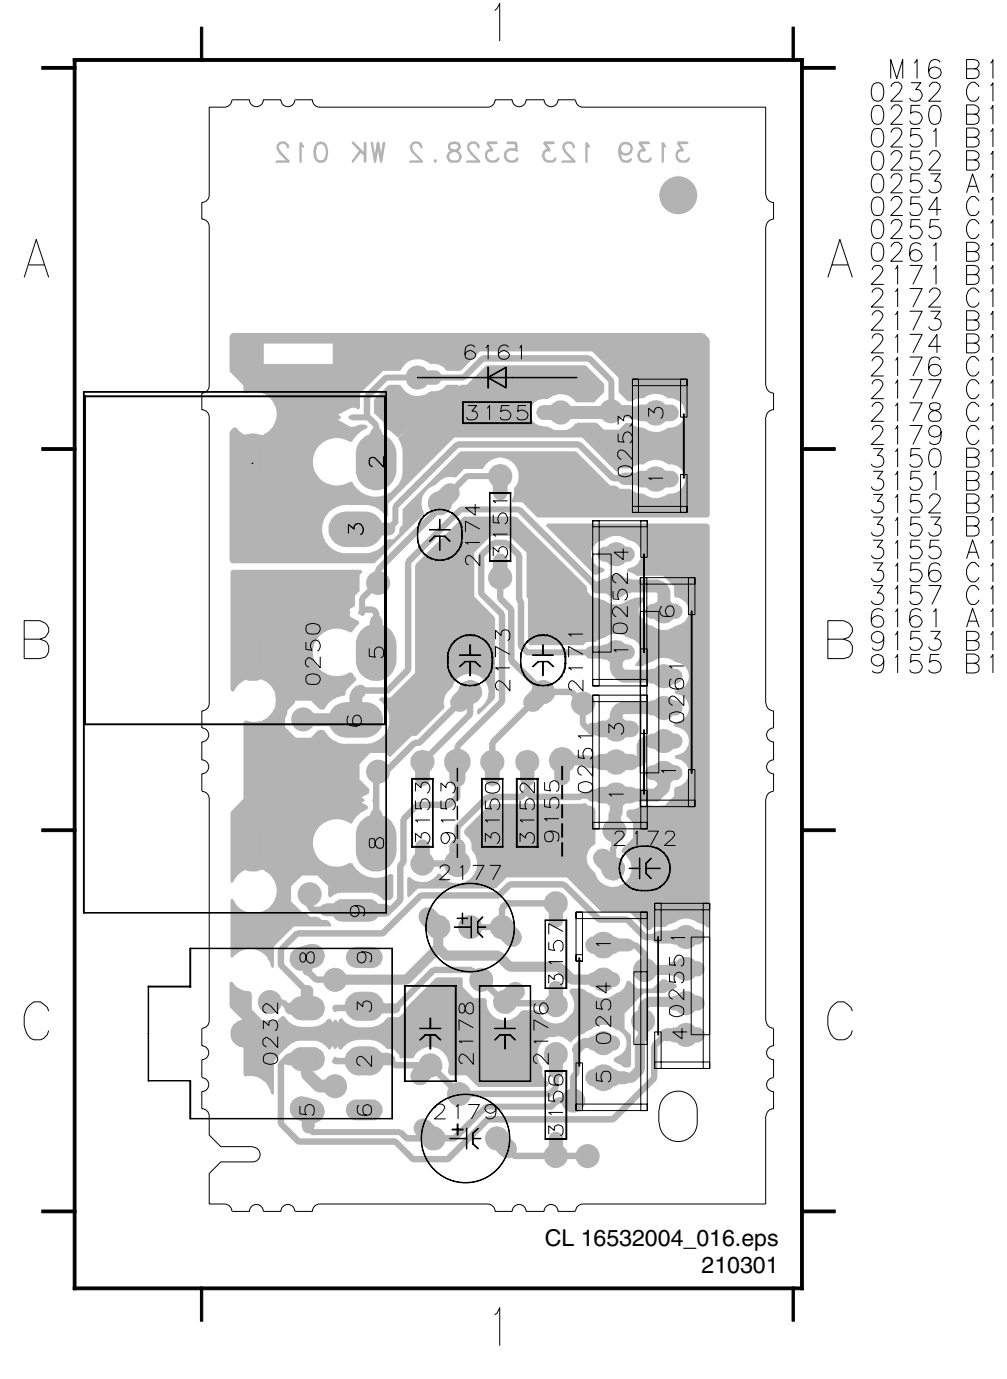 1
M16 B1
0232 C1
0250 B1
0251 B1
0252 B1
0253 A1
0254 C1
0255 C1
0261 B1
2171 B1
2172 C1
2173 B1
2174 B1
2176 C1
2177 C1
2178 C1
2179 C1
3150 B1
3151 B1
3152 B1
3153 B1
3155 A1
3156 C1
3157 C1
6161 A1
9153 B1
9155 B1
3139 123 5328.2 WK 012
A
A
6161
3155
0253
3
1
2
3
2174
3151
0252
4
1
B
B
0250
5
6
2173
2171
0261
6
1
0251
3
1
3153
9153
3150
3152
9155
8
9
2172
2177
3157
0254
1
5
0255
1
4
C
C
0232
8
9
3
2
5
6
2178
2176
3156
2179
+
+
CL 16532004_016.eps
210301
1